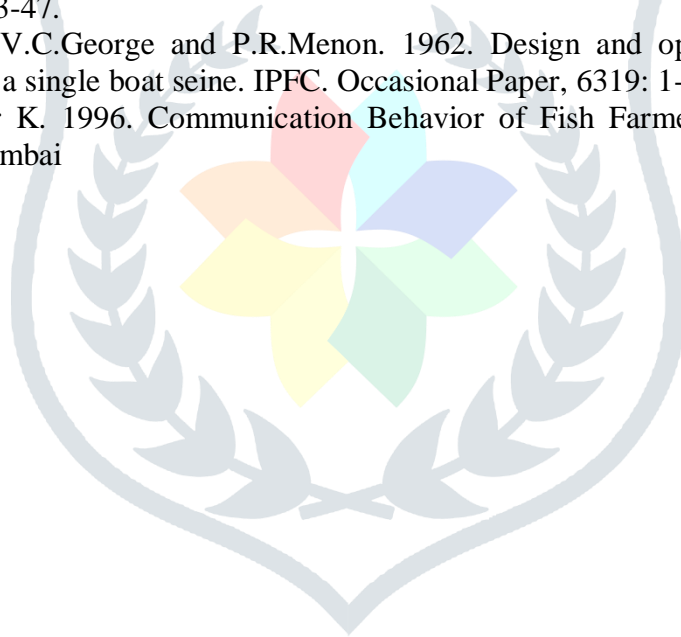 3-47.
V.C.George and P.R.Menon. 1962. Design and op
a single boat seine. IPFC. Occasional Paper, 6319: 1-
K. 1996. Communication Behavior of Fish Farme
mbai